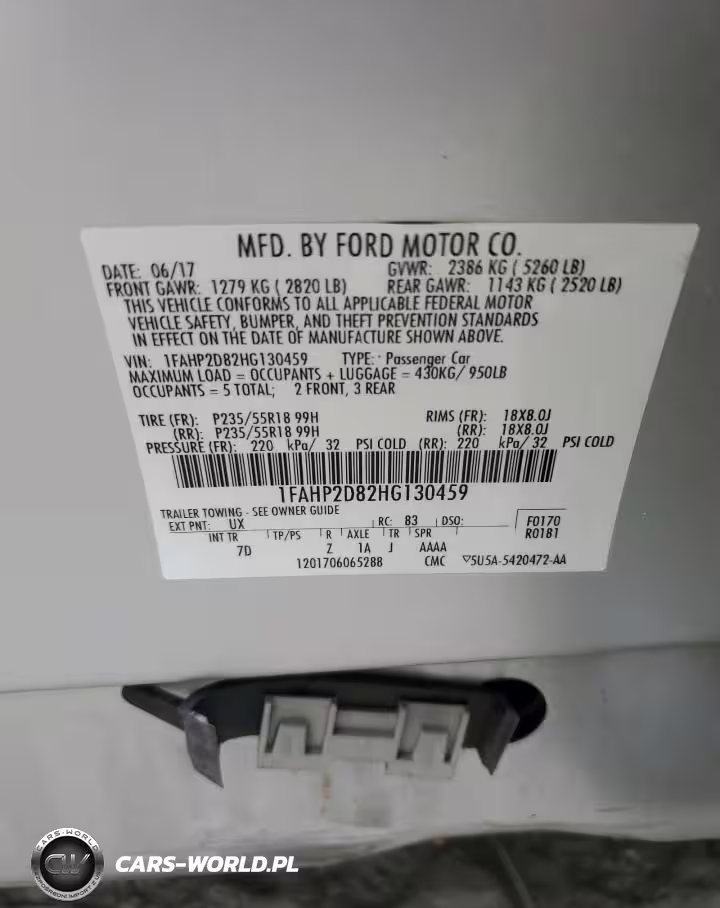 MFD. BY FORD MOTOR CO.
DATE: 06/17 GVWR: 2386 KG ( 5260 LB)
FRONT GAWR: 1279 KG ( 2820 LB) REAR GAWR: 1143 KG ( 2520 LB)
THIS VEHICLE CONFORMS TO ALL APPLICABLE FEDERAL MOTOR
VEHICLE SAFETY, BUMPER, AND THEFT PREVENTION STANDARDS
IN EFFECT ON THE DATE OF MANUFACTURE SHOWN ABOVE.
VIN: 1FAHP2D82HG130459 TYPE: Passenger Car
MAXIMUM LOAD = OCCUPANTS + LUGGAGE = 430KG/ 950LB
OCCUPANTS = 5 TOTAL; 2 FRONT, 3 REAR
TIRE (FR): P235/55R18 99H RIMS (FR): 18X8.0J
(RR): P235/55R18 99H (RR): 18X8.0J
PRESSURE (FR): 220 kPa/ 32 PSI COLD (RR): 220 kPa/ 32 PSI COLD
1FAHP2D82HG130459
TRAILER TOWING - SEE OWNER GUIDE
EXT PNT: UX RC: 83 DSO: F0170
INT TR TP/PS R AXLE TR SPR R0181
7D Z 1A J AAAA
1201706065288 CMC ▽5U5A-5420472-AA
CARS-WORLD
CW
BEZPOŚREDNI IMPORT Z USA
CARS-WORLD.PL